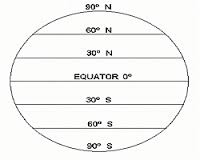 90º N
60º N
30º N
EQUATOR 0º
30º S
60º S
90º S